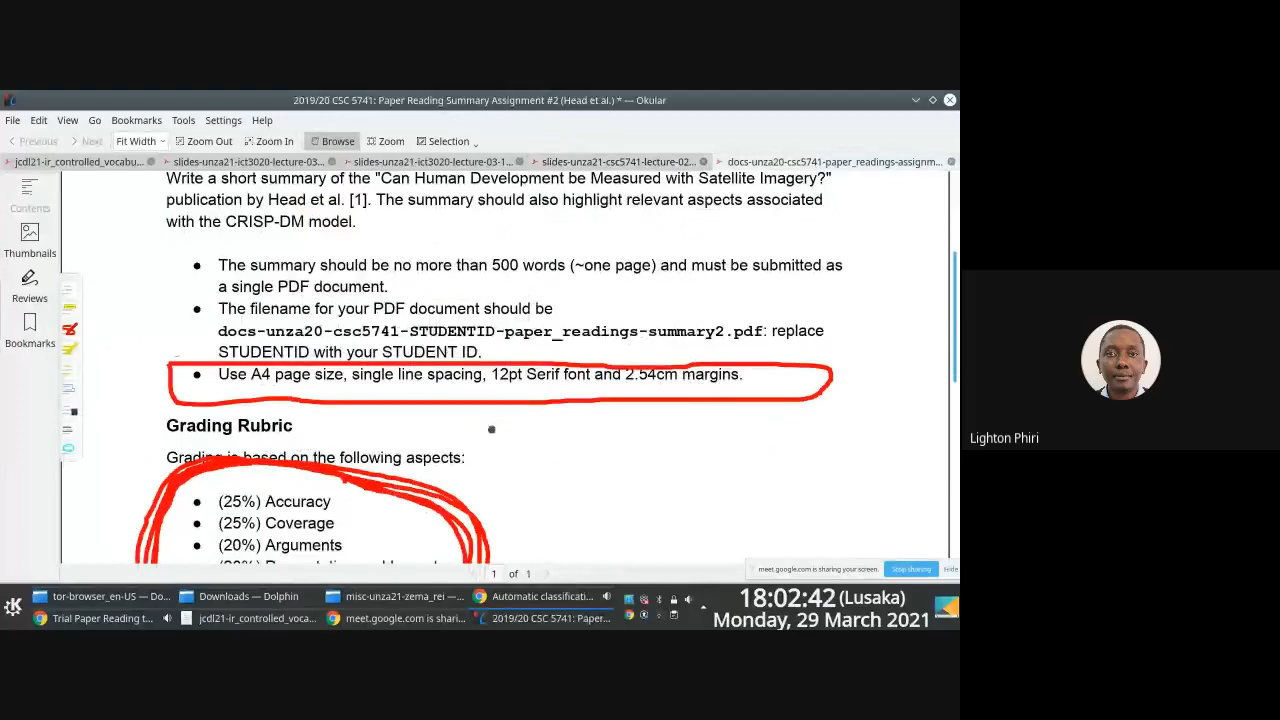 2019/20 CSC 5741: Paper Reading Summary Assignment #2 (Head et al.) * — Okular
File Edit View Go Bookmarks Tools Settings Help
Previous Next Fit Width Zoom Out Zoom In Browse Zoom Selection
jcdl21-ir_controlled_vocabu... slides-unza21-ict3020-lecture-03... slides-unza21-ict3020-lecture-03-1... slides-unza21-csc5741-lecture-02... docs-unza20-csc5741-paper_readings-assignm...
Contents
Thumbnails
Reviews
Bookmarks
Write a short summary of the "Can Human Development be Measured with Satellite Imagery?"
publication by Head et al. [1]. The summary should also highlight relevant aspects associated
with the CRISP-DM model.
● The summary should be no more than 500 words (~one page) and must be submitted as
a single PDF document.
● The filename for your PDF document should be
docs-unza20-csc5741-STUDENTID-paper_readings-summary2.pdf: replace
STUDENTID with your STUDENT ID.
● Use A4 page size, single line spacing, 12pt Serif font and 2.54cm margins.
Grading Rubric
Grading is based on the following aspects:
● (25%) Accuracy
● (25%) Coverage
● (20%) Arguments
Lighton Phiri
1 of 1
meet.google.com is sharing your screen. Stop sharing Hide
tor-browser_en-US — Do... Downloads — Dolphin misc-unza21-zema_rei —... Automatic classificati...
Trial Paper Reading t... jcdl21-ir_controlled_voca... meet.google.com is shari... 2019/20 CSC 5741: Paper...
18:02:42 (Lusaka)
Monday, 29 March 2021